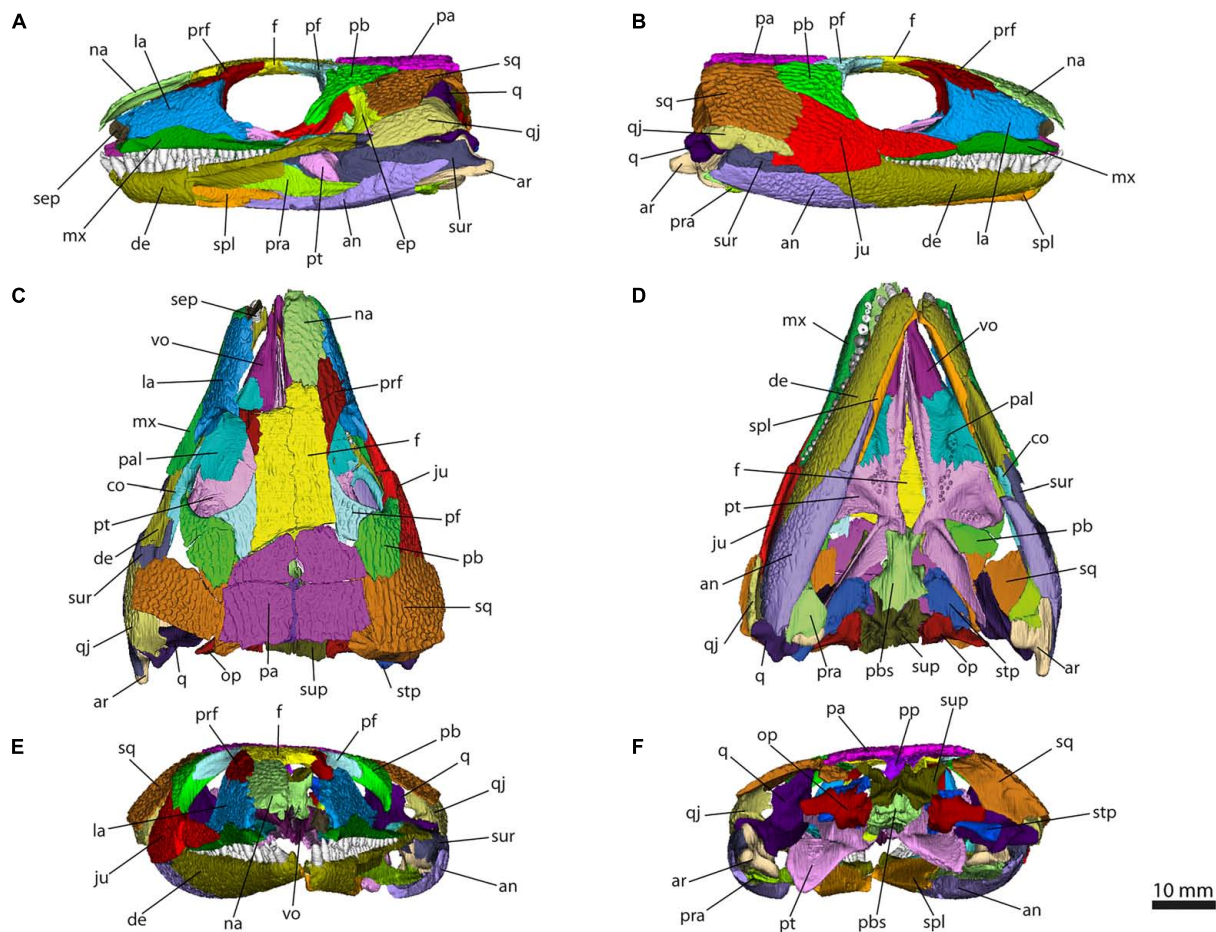 A
prf
f
pf
pb
pa
na
la
sq
q
qj
ar
sep
mx
de
spl
pra
pt
an
ep
sur
B
pa
pb
pf
f
prf
na
sq
qj
q
ar
pra
sur
an
ju
de
la
spl
mx
C
sep
na
vo
la
prf
mx
f
pal
ju
co
pt
pf
de
pb
sur
sq
qj
ar
q
op
pa
sup
stp
D
mx
vo
de
pal
spl
co
f
sur
pt
pb
ju
an
sq
q
pra
pbs
sup
op
stp
ar
E
prf
f
pf
pb
sq
q
qj
la
sur
ju
an
de
na
vo
F
pa
pp
sup
op
q
sq
qj
stp
ar
pra
pt
pbs
spl
an
10 mm